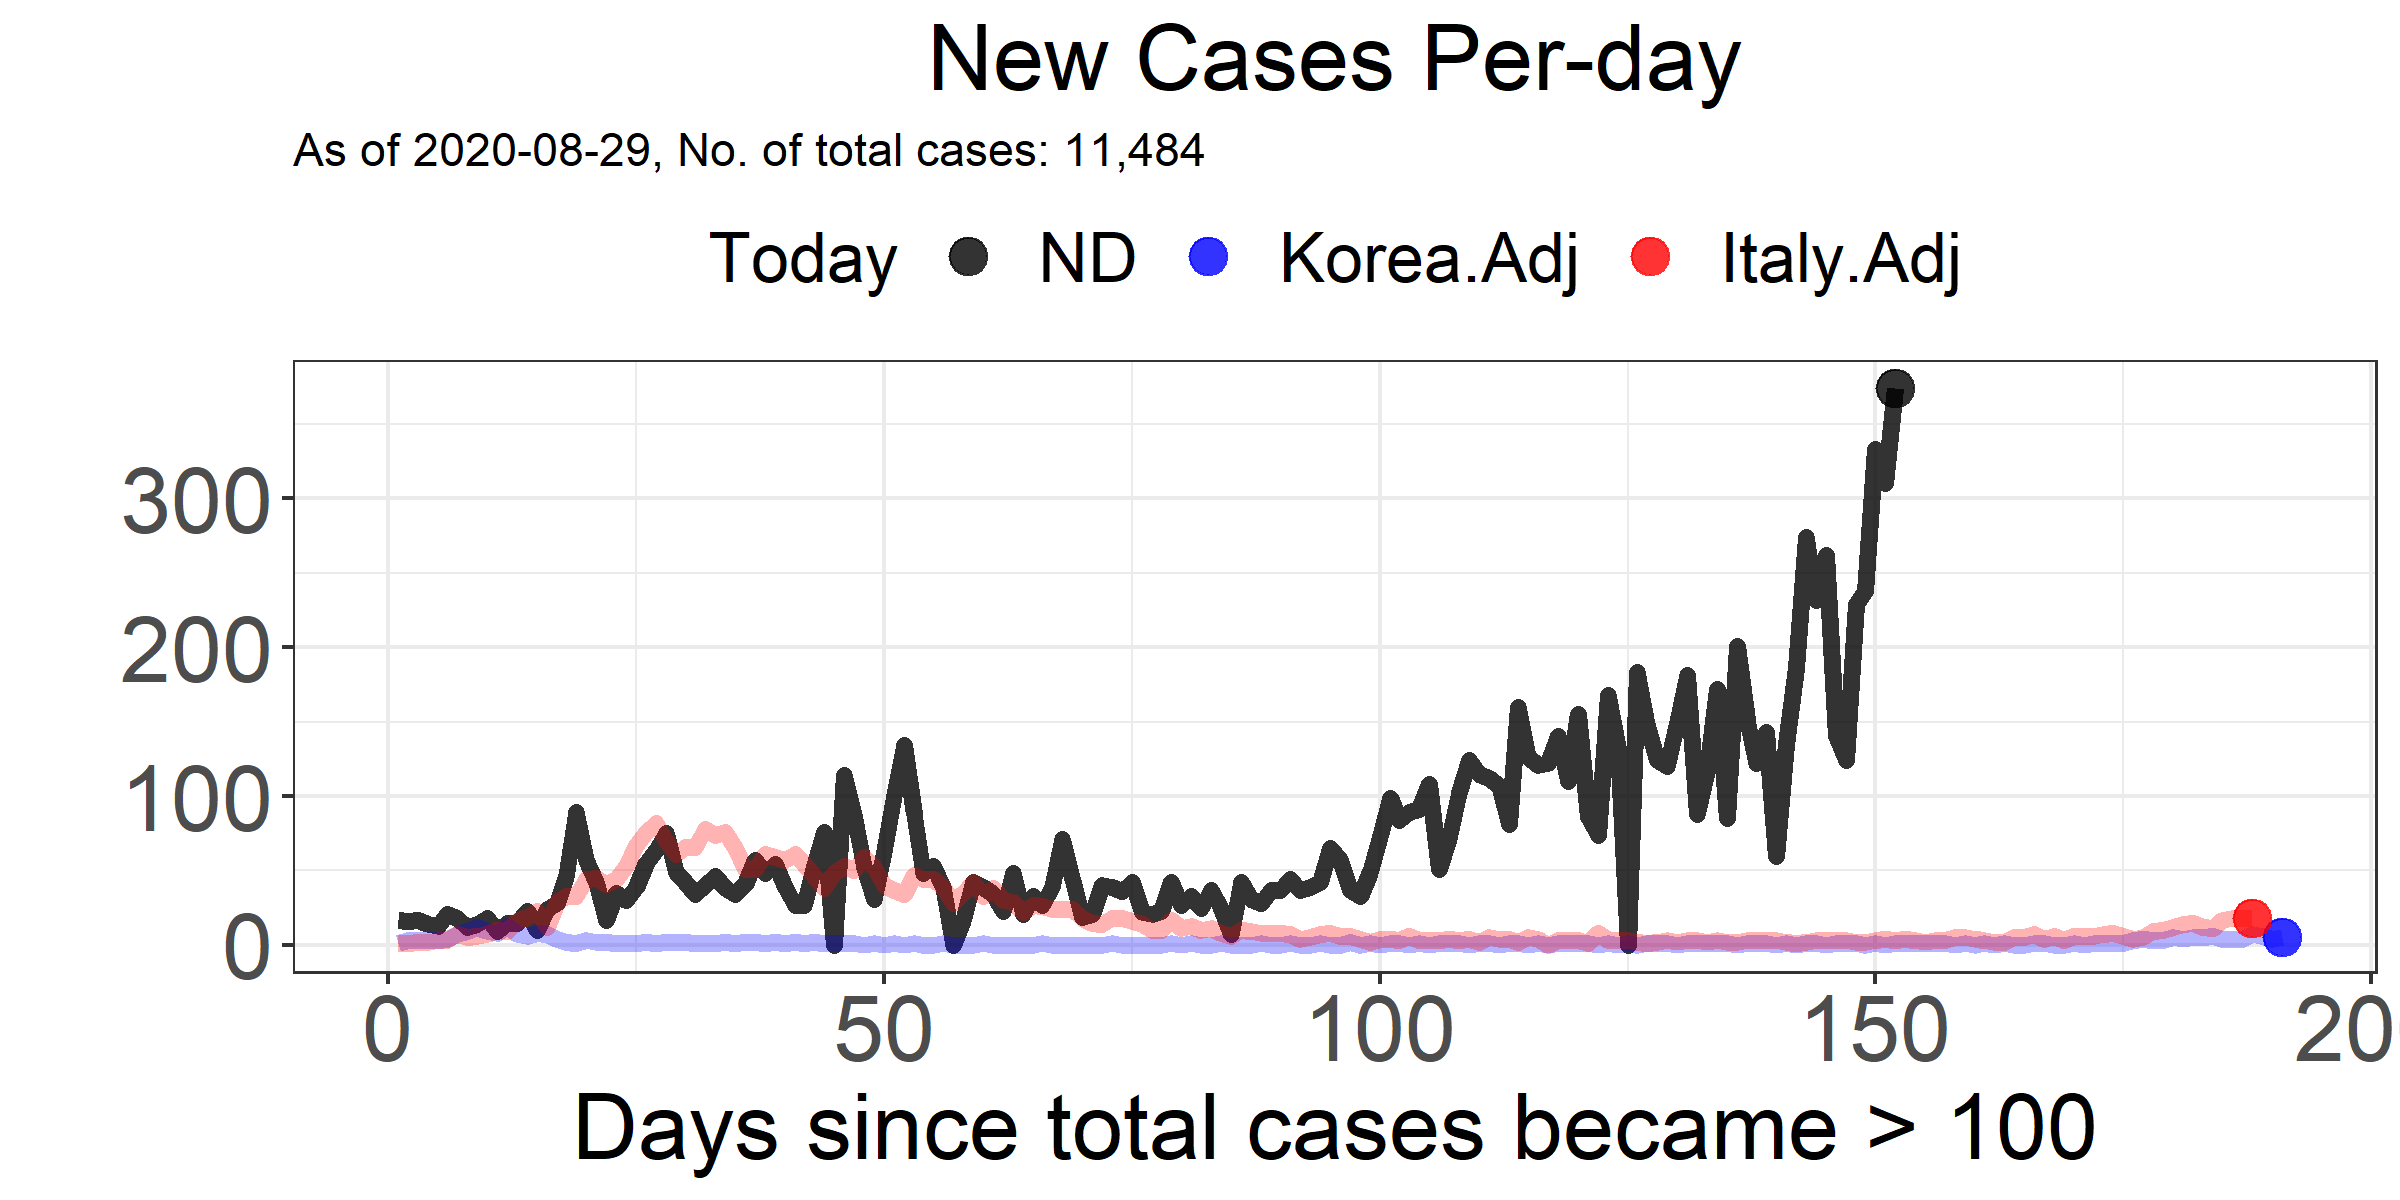 New Cases Per-day
As of 2020-08-29, No. of total cases: 11,484
Today ND Korea.Adj Italy.Adj
300
200
100
0
0 50 100 150 20
Days since total cases became > 100